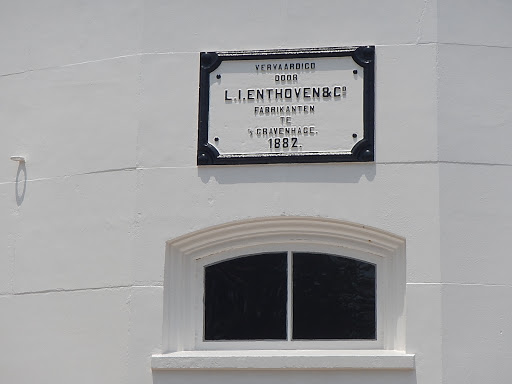 VERVAARDIGD
DOOR
L.I.ENTHOVEN & Cº
FABRIKANTEN
TE
'S GRAVENHAGE.
1882.